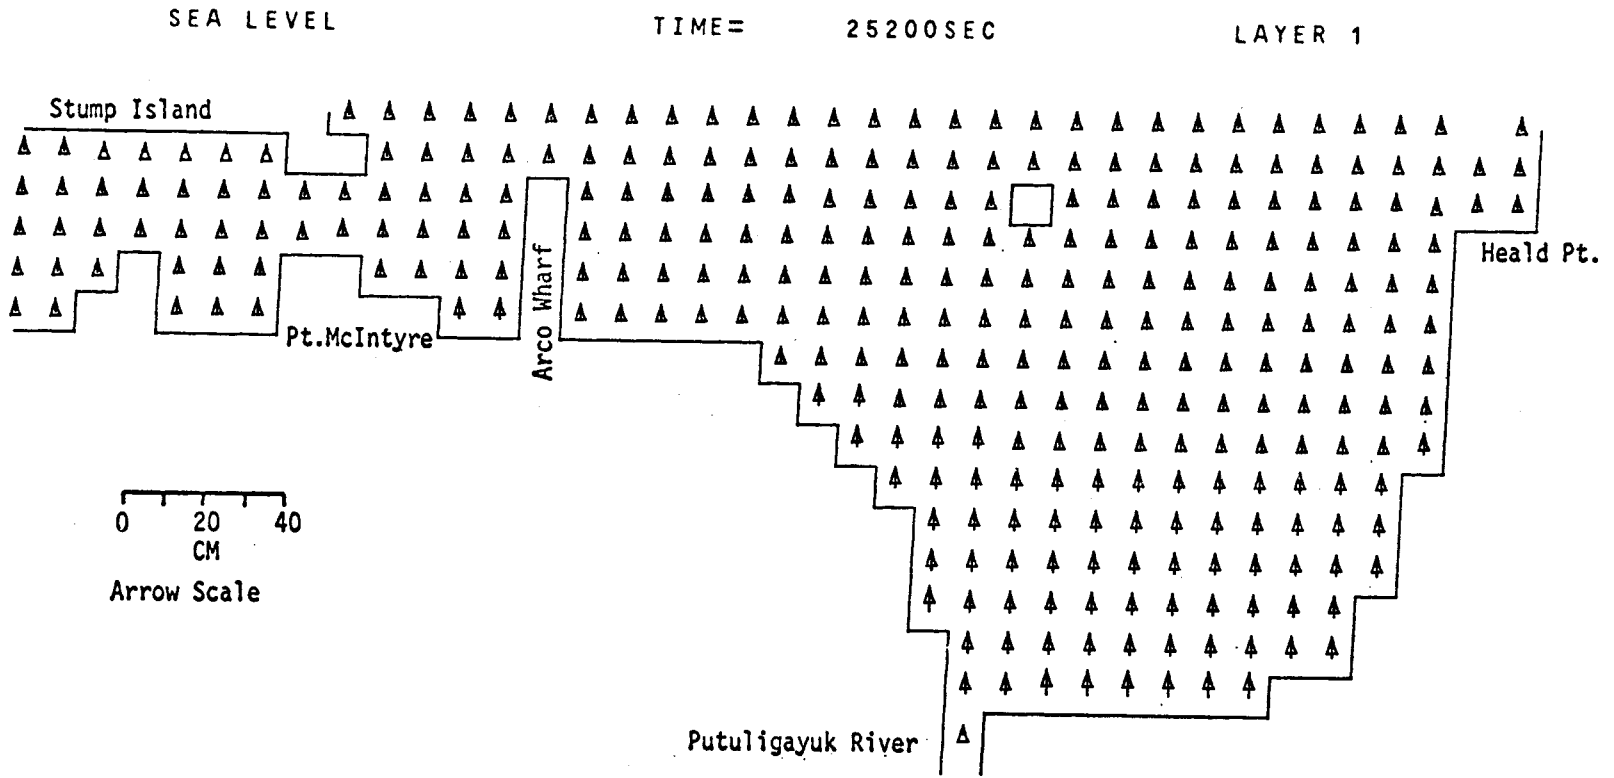 SEA LEVEL TIME= 25200SEC LAYER 1
Stump Island
Heald Pt.
Arco Wharf
Pt.McIntyre
0 20 40
CM
Arrow Scale
Putuligayuk River